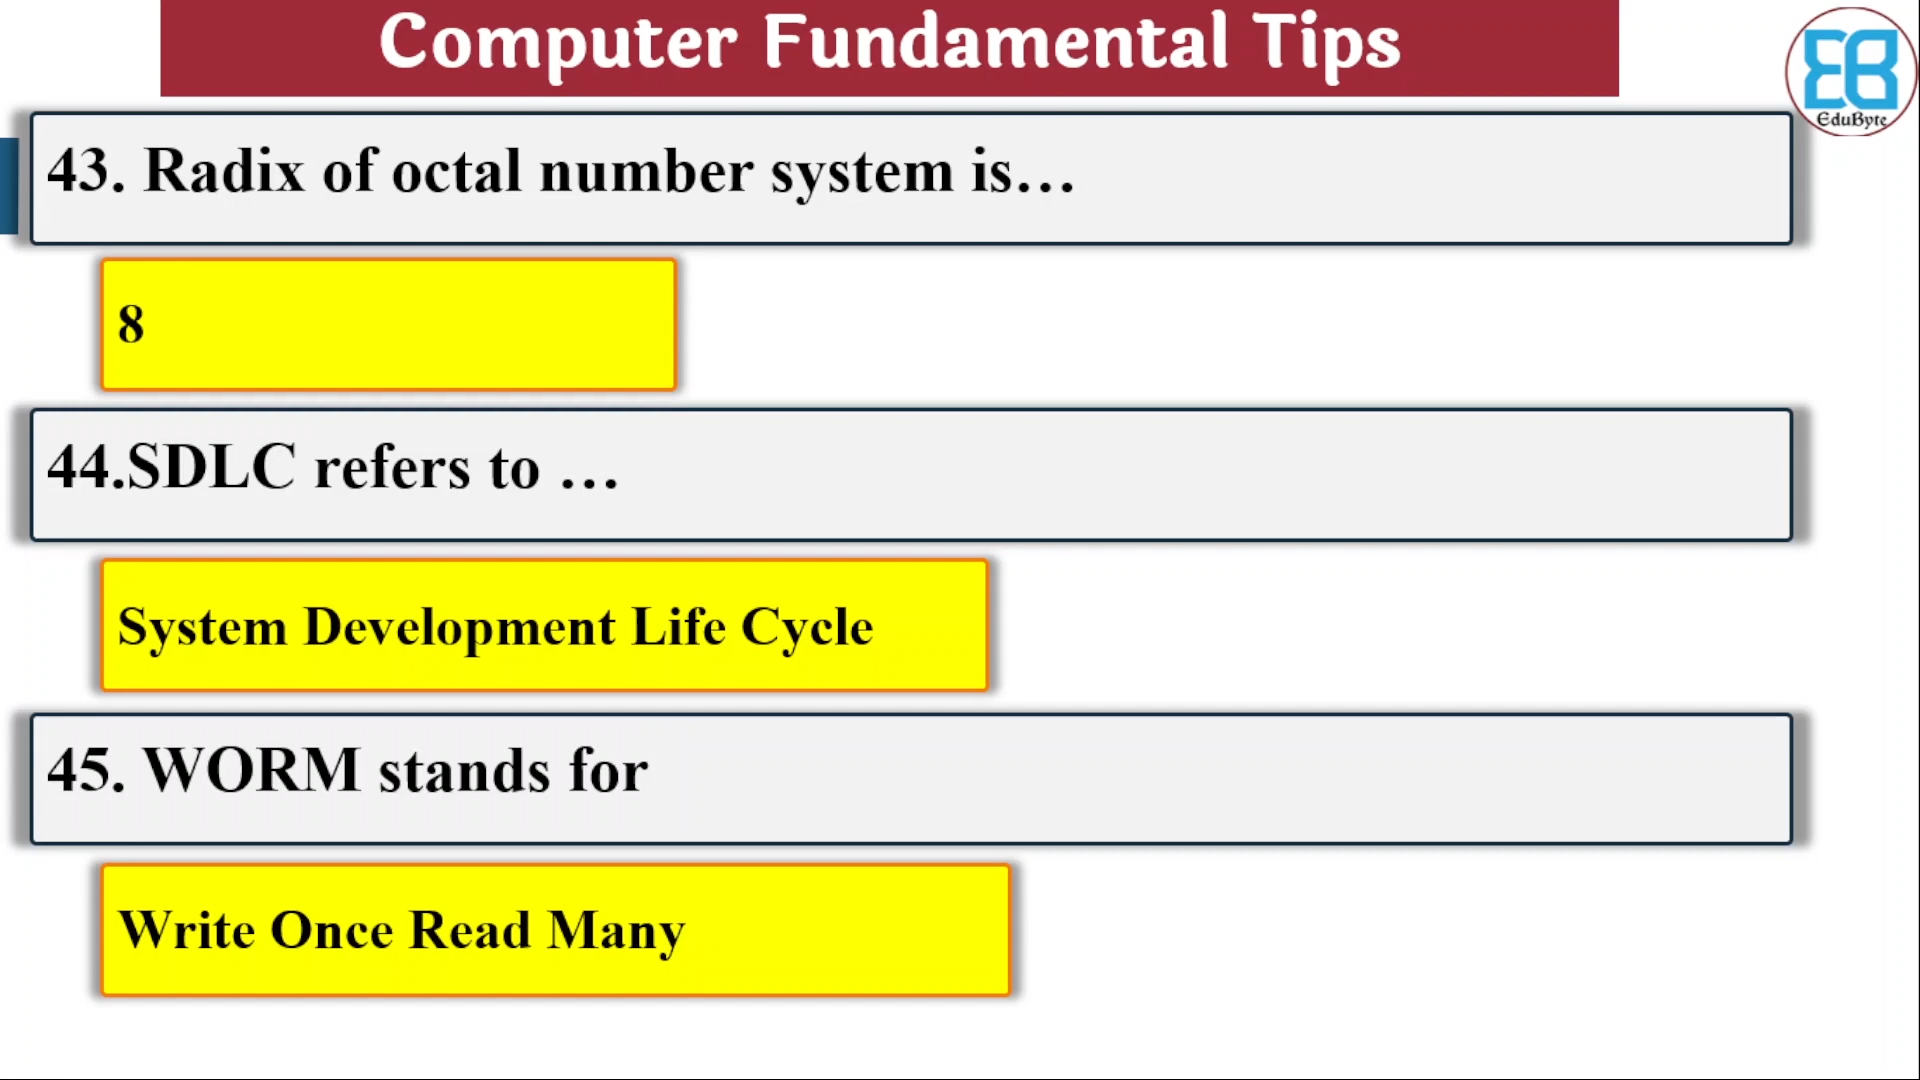 Computer Fundamental Tips
EduByte
43. Radix of octal number system is…
8
44.SDLC refers to …
System Development Life Cycle
45. WORM stands for
Write Once Read Many